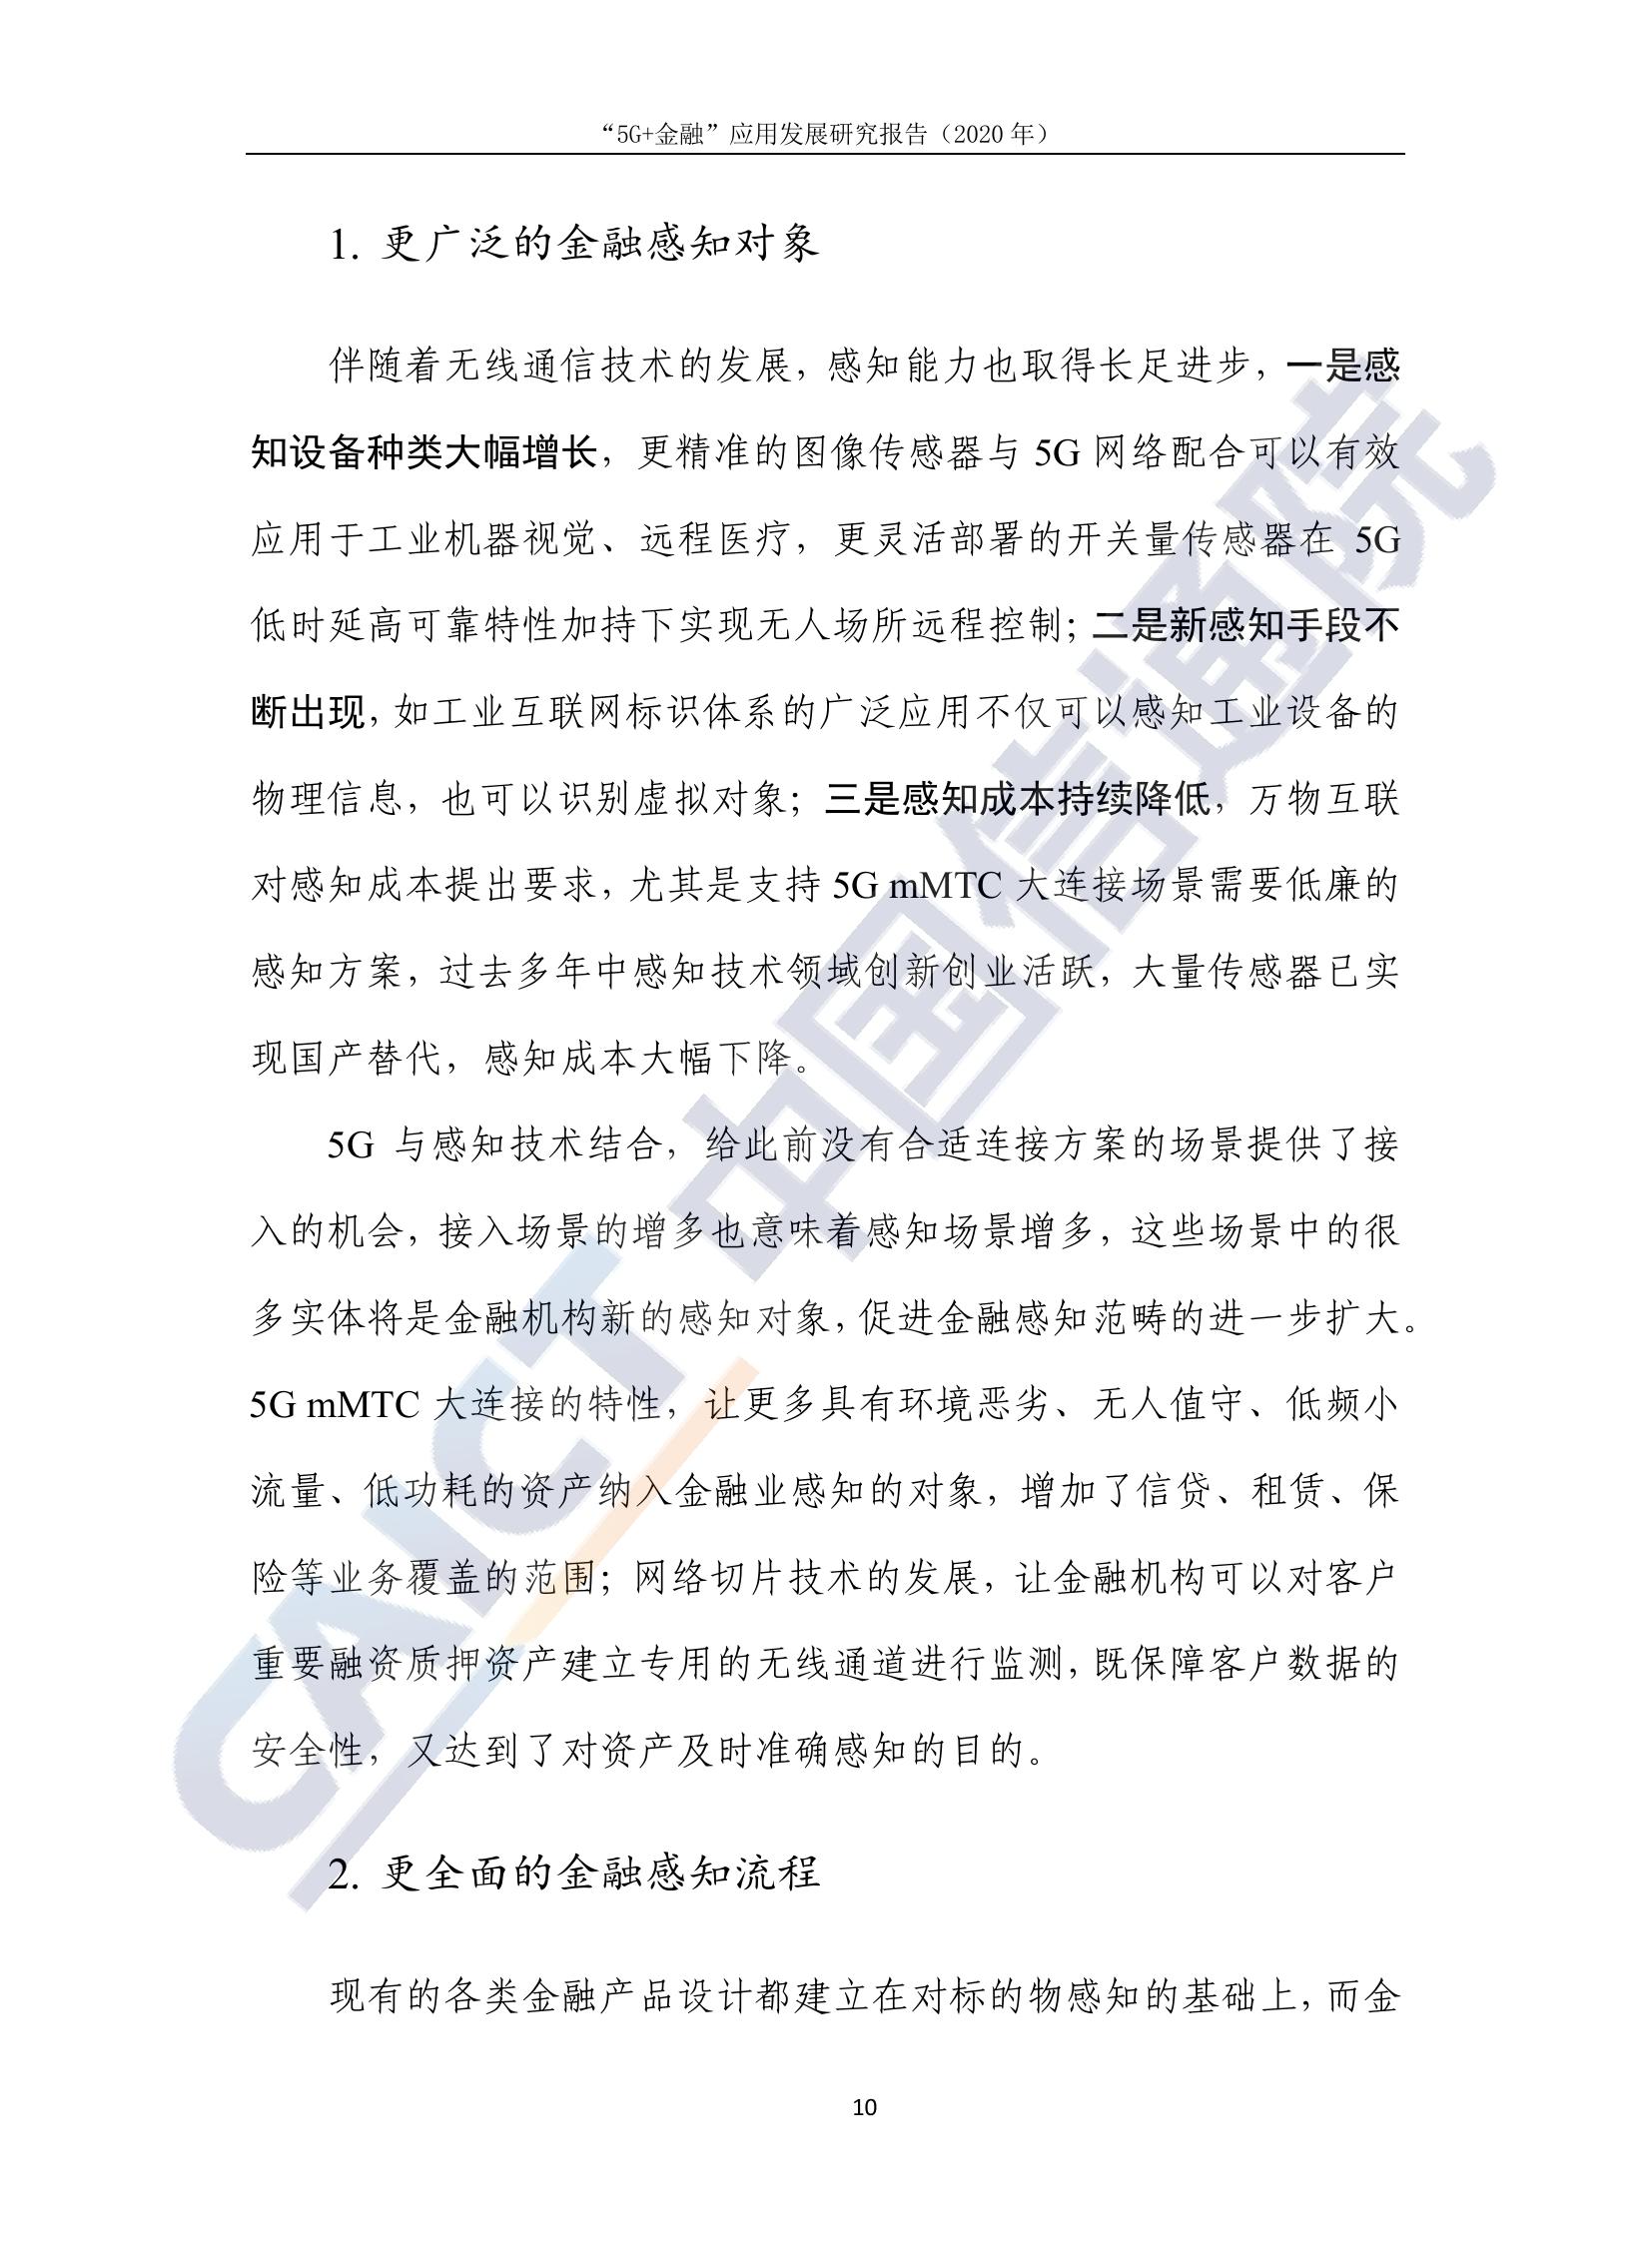 “5G+金融”应用发展研究报告（2020 年）
1. 更广泛的金融感知对象
伴随着无线通信技术的发展，感知能力也取得长足进步，一是感
知设备种类大幅增长，更精准的图像传感器与 5G 网络配合可以有效
应用于工业机器视觉、远程医疗，更灵活部署的开关量传感器在 5G
低时延高可靠特性加持下实现无人场所远程控制；二是新感知手段不
断出现，如工业互联网标识体系的广泛应用不仅可以感知工业设备的
物理信息，也可以识别虚拟对象；三是感知成本持续降低，万物互联
对感知成本提出要求，尤其是支持 5G mMTC 大连接场景需要低廉的
感知方案，过去多年中感知技术领域创新创业活跃，大量传感器已实
现国产替代，感知成本大幅下降。
5G 与感知技术结合，给此前没有合适连接方案的场景提供了接
入的机会，接入场景的增多也意味着感知场景增多，这些场景中的很
多实体将是金融机构新的感知对象，促进金融感知范畴的进一步扩大。
5G mMTC 大连接的特性，让更多具有环境恶劣、无人值守、低频小
流量、低功耗的资产纳入金融业感知的对象，增加了信贷、租赁、保
险等业务覆盖的范围；网络切片技术的发展，让金融机构可以对客户
重要融资质押资产建立专用的无线通道进行监测，既保障客户数据的
安全性，又达到了对资产及时准确感知的目的。
2. 更全面的金融感知流程
现有的各类金融产品设计都建立在对标的物感知的基础上，而金
10
CAICT 中国信通院